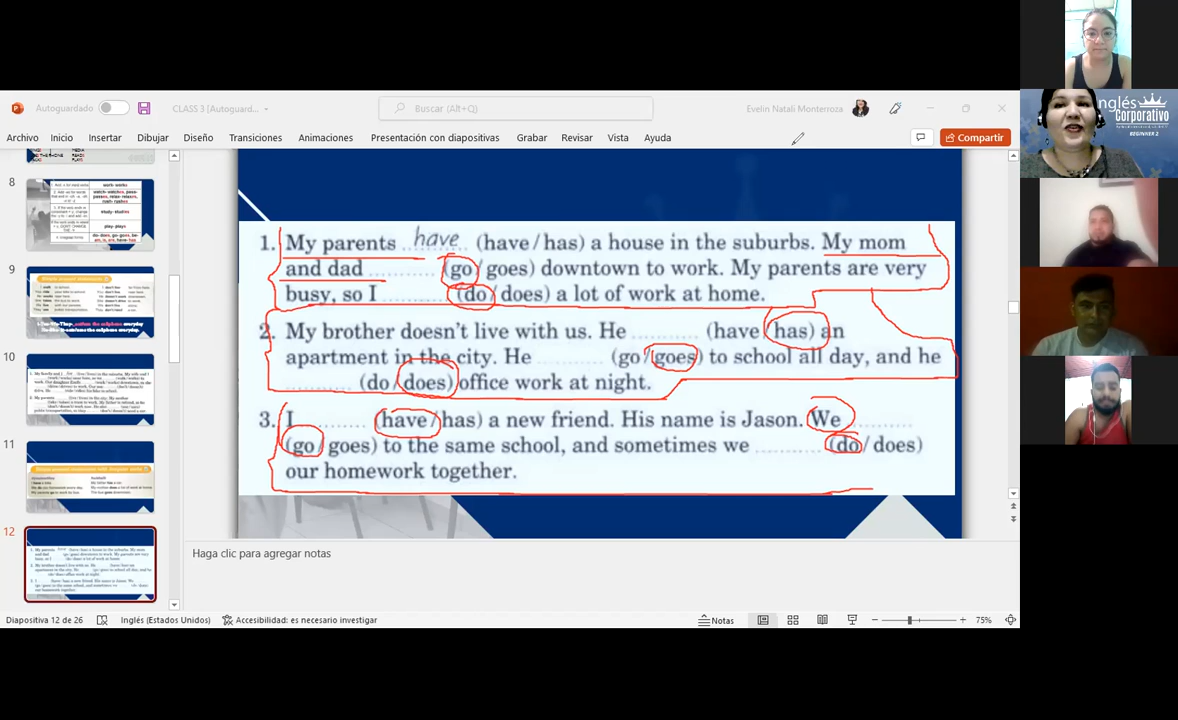 Autoguardado
CLASS 3 [Autoguard...
Buscar (Alt+Q)
Evelin Natali Monterroza
Archivo Inicio Insertar Dibujar Diseño Transiciones Animaciones Presentación con diapositivas Grabar Revisar Vista Ayuda
Compartir
Inglés
Corporativo
BEGINNER 2
8
9
10
11
12
1. My parents have (have/has) a house in the suburbs. My mom
and dad .......... (go/goes) downtown to work. My parents are very
busy, so I .......... (do/does) a lot of work at home.
2. My brother doesn't live with us. He .......... (have/has) an
apartment in the city. He .......... (go/goes) to school all day, and he
.......... (do/does) office work at night.
3. I .......... (have/has) a new friend. His name is Jason. We ..........
(go/goes) to the same school, and sometimes we .......... (do/does)
our homework together.
Haga clic para agregar notas
Diapositiva 12 de 26 Inglés (Estados Unidos) Accesibilidad: es necesario investigar Notas 75%